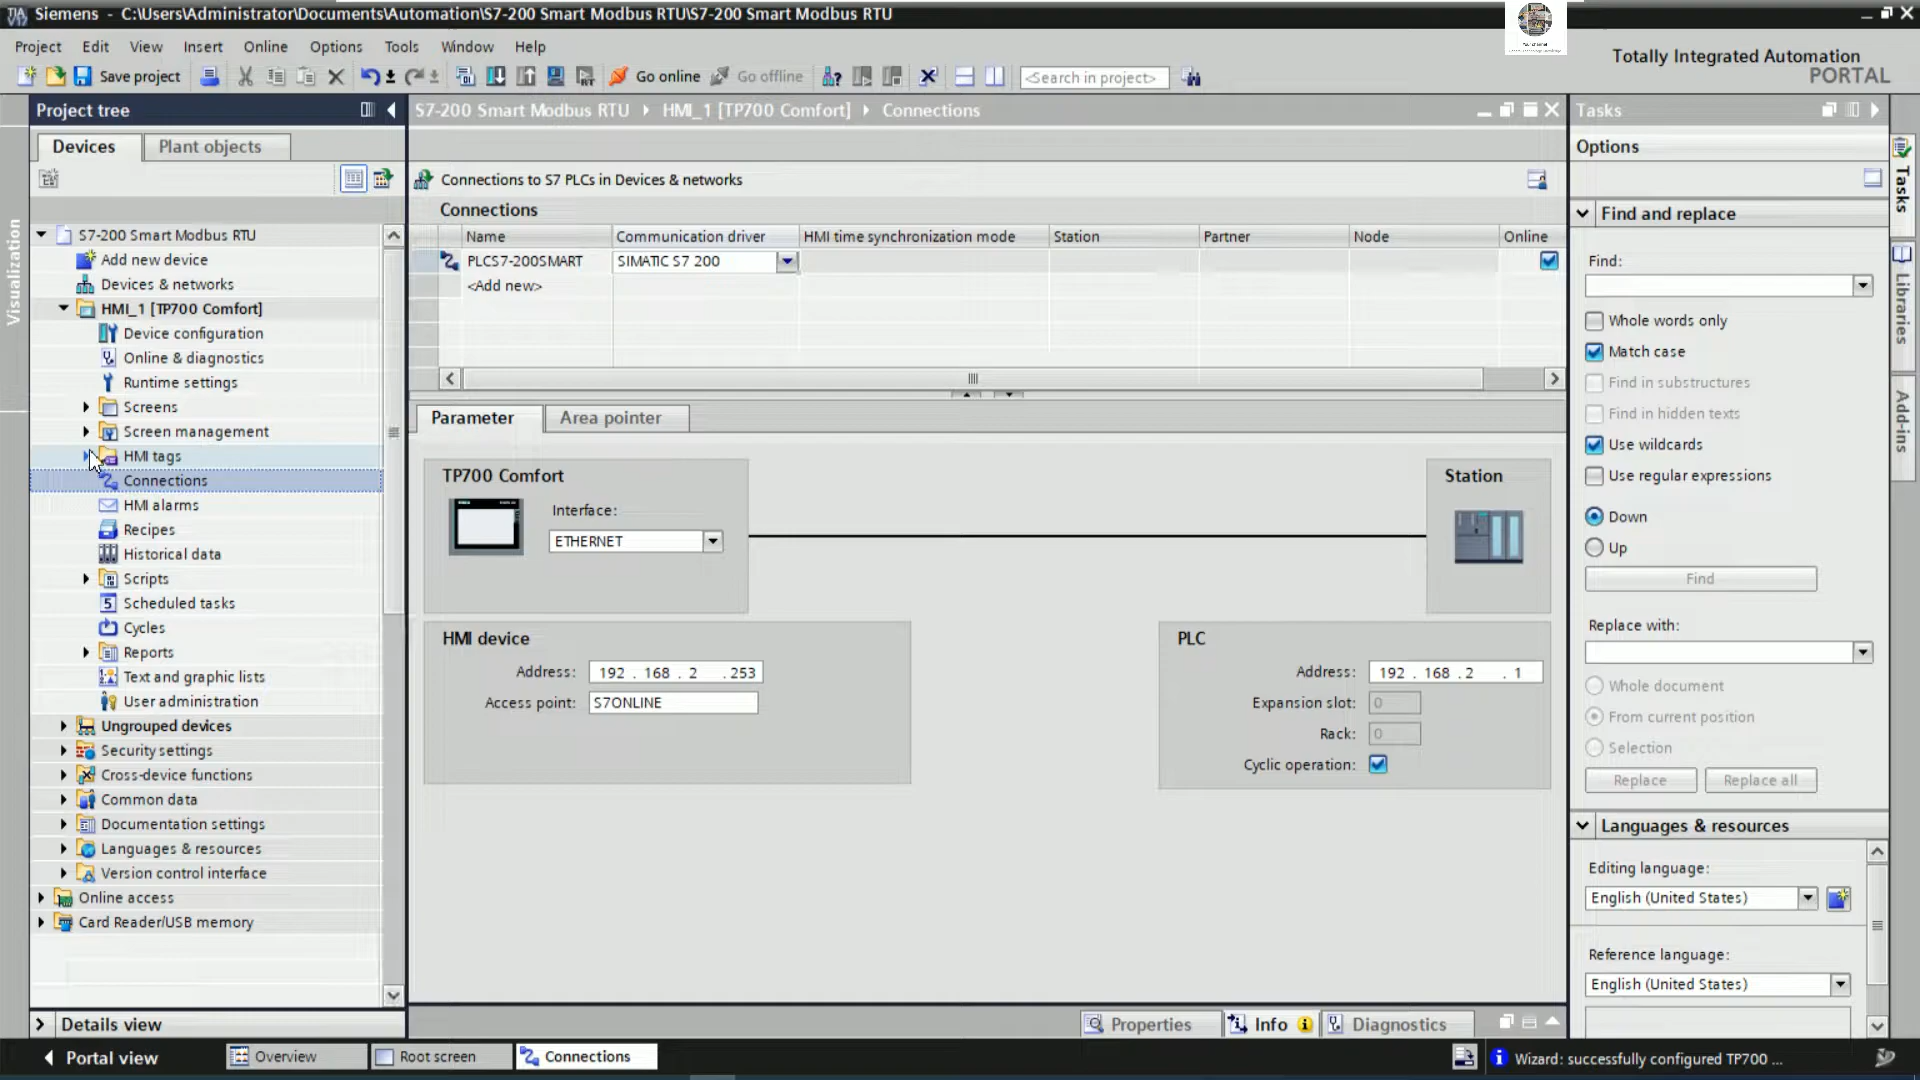 Siemens - C:\Users\Administrator\Documents\Automation\S7-200 Smart Modbus RTU\S7-200 Smart Modbus RTU
Project Edit View Insert Online Options Tools Window Help
Totally Integrated Automation
PORTAL
Save project Go online Go offline <Search in project>
Project tree
Devices Plant objects
Visualization
S7-200 Smart Modbus RTU
Add new device
Devices & networks
HMI_1 [TP700 Comfort]
Device configuration
Online & diagnostics
Runtime settings
Screens
Screen management
HMI tags
Connections
HMI alarms
Recipes
Historical data
Scripts
Scheduled tasks
Cycles
Reports
Text and graphic lists
User administration
Ungrouped devices
Security settings
Cross-device functions
Common data
Documentation settings
Languages & resources
Version control interface
Online access
Card Reader/USB memory
Details view
S7-200 Smart Modbus RTU HMI_1 [TP700 Comfort] Connections
Connections to S7 PLCs in Devices & networks
Connections
Name Communication driver HMI time synchronization mode Station Partner Node Online
PLCS7-200SMART SIMATIC S7 200
<Add new>
Parameter Area pointer
TP700 Comfort
Interface:
ETHERNET
Station
HMI device
Address: 192 . 168 . 2 . 253
Access point: S7ONLINE
PLC
Address: 192 . 168 . 2 . 1
Expansion slot: 0
Rack: 0
Cyclic operation:
Properties Info Diagnostics
Tasks
Options
Find and replace
Find:
Whole words only
Match case
Find in substructures
Find in hidden texts
Use wildcards
Use regular expressions
Down
Up
Find
Replace with:
Whole document
From current position
Selection
Replace Replace all
Languages & resources
Editing language:
English (United States)
Reference language:
English (United States)
Tasks
Libraries
Add-ins
Portal view Overview Root screen Connections Wizard: successfully configured TP700 ...